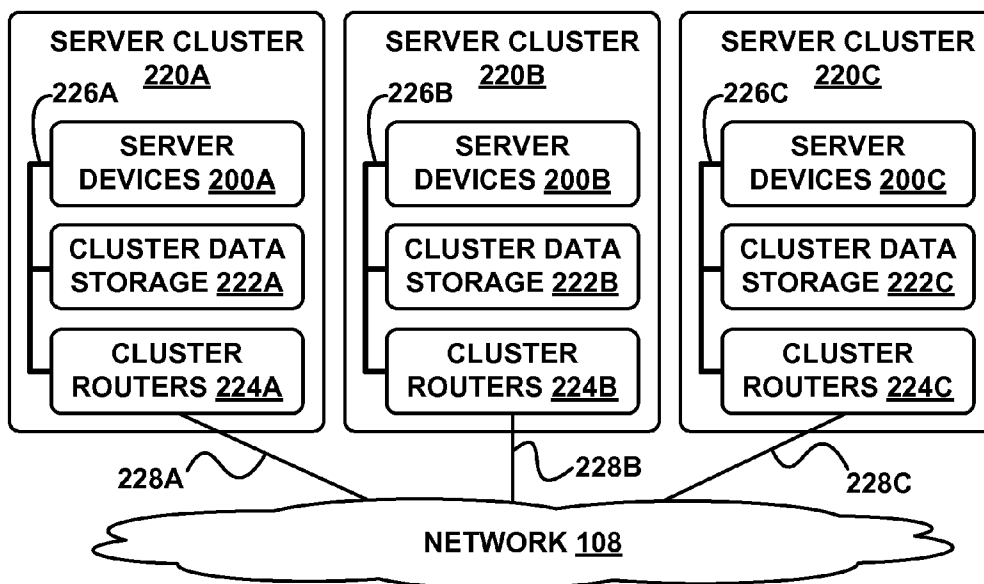 SERVER CLUSTER
220A
226A
SERVER
DEVICES 200A
CLUSTER DATA
STORAGE 222A
CLUSTER
ROUTERS 224A
SERVER CLUSTER
220B
226B
SERVER
DEVICES 200B
CLUSTER DATA
STORAGE 222B
CLUSTER
ROUTERS 224B
SERVER CLUSTER
220C
226C
SERVER
DEVICES 200C
CLUSTER DATA
STORAGE 222C
CLUSTER
ROUTERS 224C
228A
228B
228C
NETWORK 108